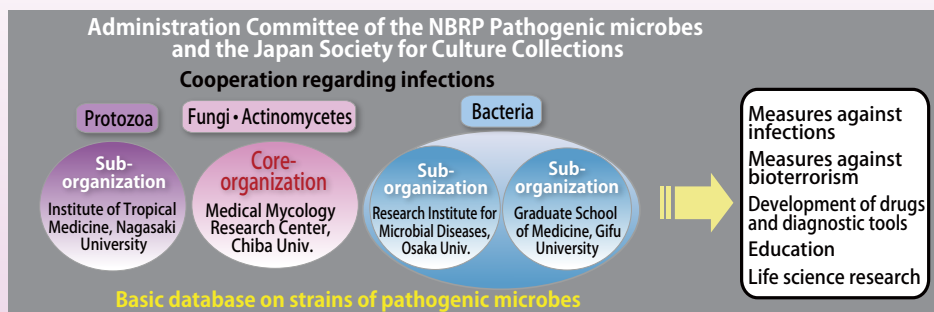 Administration Committee of the NBRP Pathogenic microbes
and the Japan Society for Culture Collections
Cooperation regarding infections
Protozoa
Sub-
organization
Institute of Tropical
Medicine, Nagasaki
University
Fungi・Actinomycetes
Core-
organization
Medical Mycology
Research Center,
Chiba Univ.
Bacteria
Sub-
organization
Research Institute for
Microbial Diseases,
Osaka Univ.
Sub-
organization
Graduate School
of Medicine, Gifu
University
Basic database on strains of pathogenic microbes
Measures against
infections
Measures against
bioterrorism
Development of drugs
and diagnostic tools
Education
Life science research